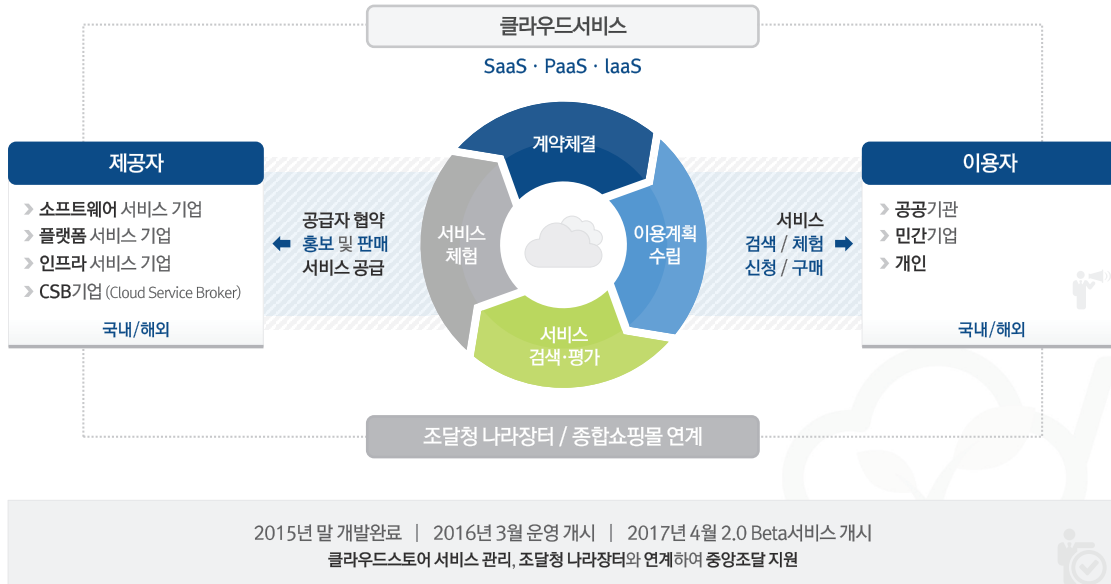 클라우드서비스
SaaS · PaaS · IaaS
제공자
소프트웨어 서비스 기업
플랫폼 서비스 기업
인프라 서비스 기업
CSB기업 (Cloud Service Broker)
국내/해외
공급자 협약
홍보 및 판매
서비스 공급
계약체결
서비스
체험
이용계획
수립
서비스
검색·평가
서비스
검색 / 체험
신청 / 구매
이용자
공공기관
민간기업
개인
국내/해외
조달청 나라장터 / 종합쇼핑몰 연계
2015년 말 개발완료 | 2016년 3월 운영 개시 | 2017년 4월 2.0 Beta서비스 개시
클라우드스토어 서비스 관리, 조달청 나라장터와 연계하여 중앙조달 지원